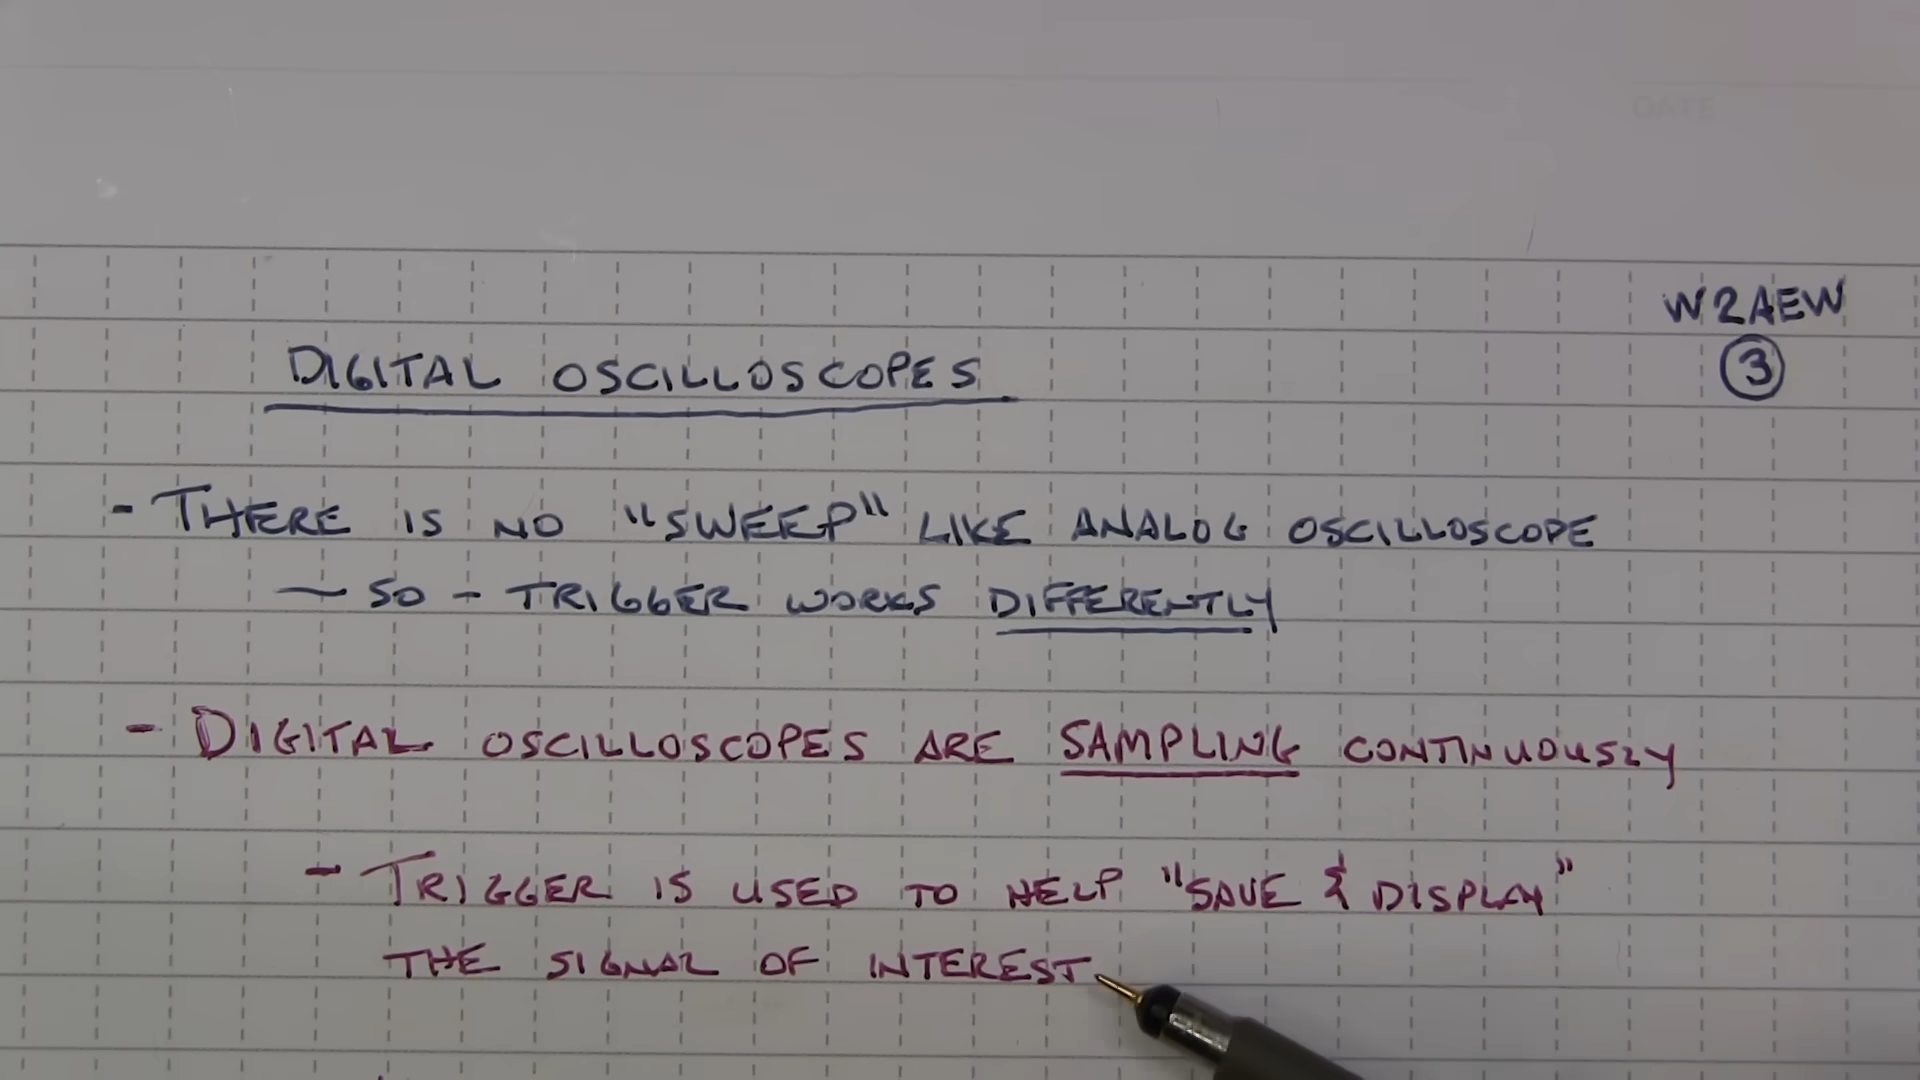 DATE
W2AEW
3
DIGITAL OSCILLOSCOPES
- THERE IS NO "SWEEP" LIKE ANALOG OSCILLOSCOPE
— SO - TRIGGER WORKS DIFFERENTLY
- DIGITAL OSCILLOSCOPES ARE SAMPLING CONTINUOUSLY
- TRIGGER IS USED TO HELP "SAVE & DISPLAY"
THE SIGNAL OF INTEREST